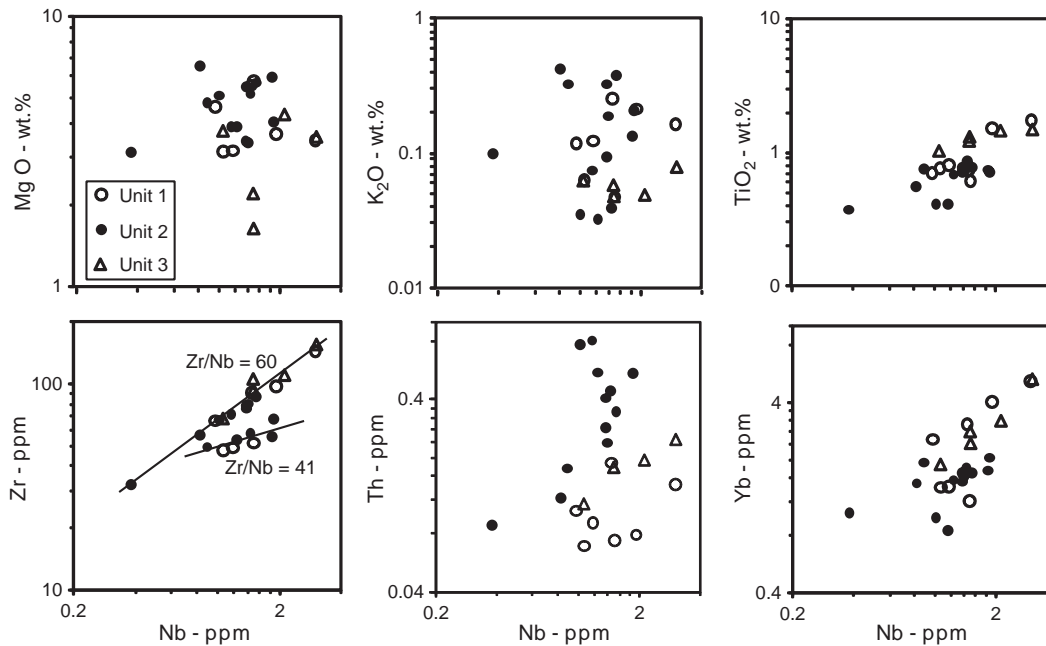 10
Mg O - wt.%
1
Unit 1
Unit 2
Unit 3
1
K2O - wt.%
0.1
0.01
10
TiO2 - wt.%
1
0
200
Zr - ppm
100
10
Zr/Nb = 60
Zr/Nb = 41
0.2
2
Nb - ppm
Th - ppm
0.4
0.04
0.2
2
Nb - ppm
Yb - ppm
4
0.4
0.2
2
Nb - ppm